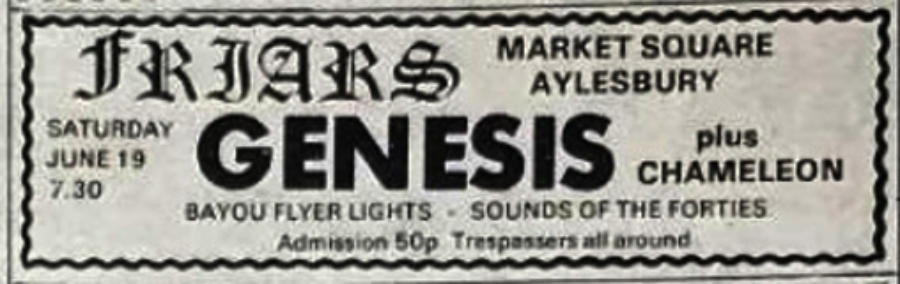 FRIARS
MARKET SQUARE
AYLESBURY
SATURDAY
JUNE 19
7.30
GENESIS
plus
CHAMELEON
BAYOU FLYER LIGHTS - SOUNDS OF THE FORTIES
Admission 50p Trespassers all around